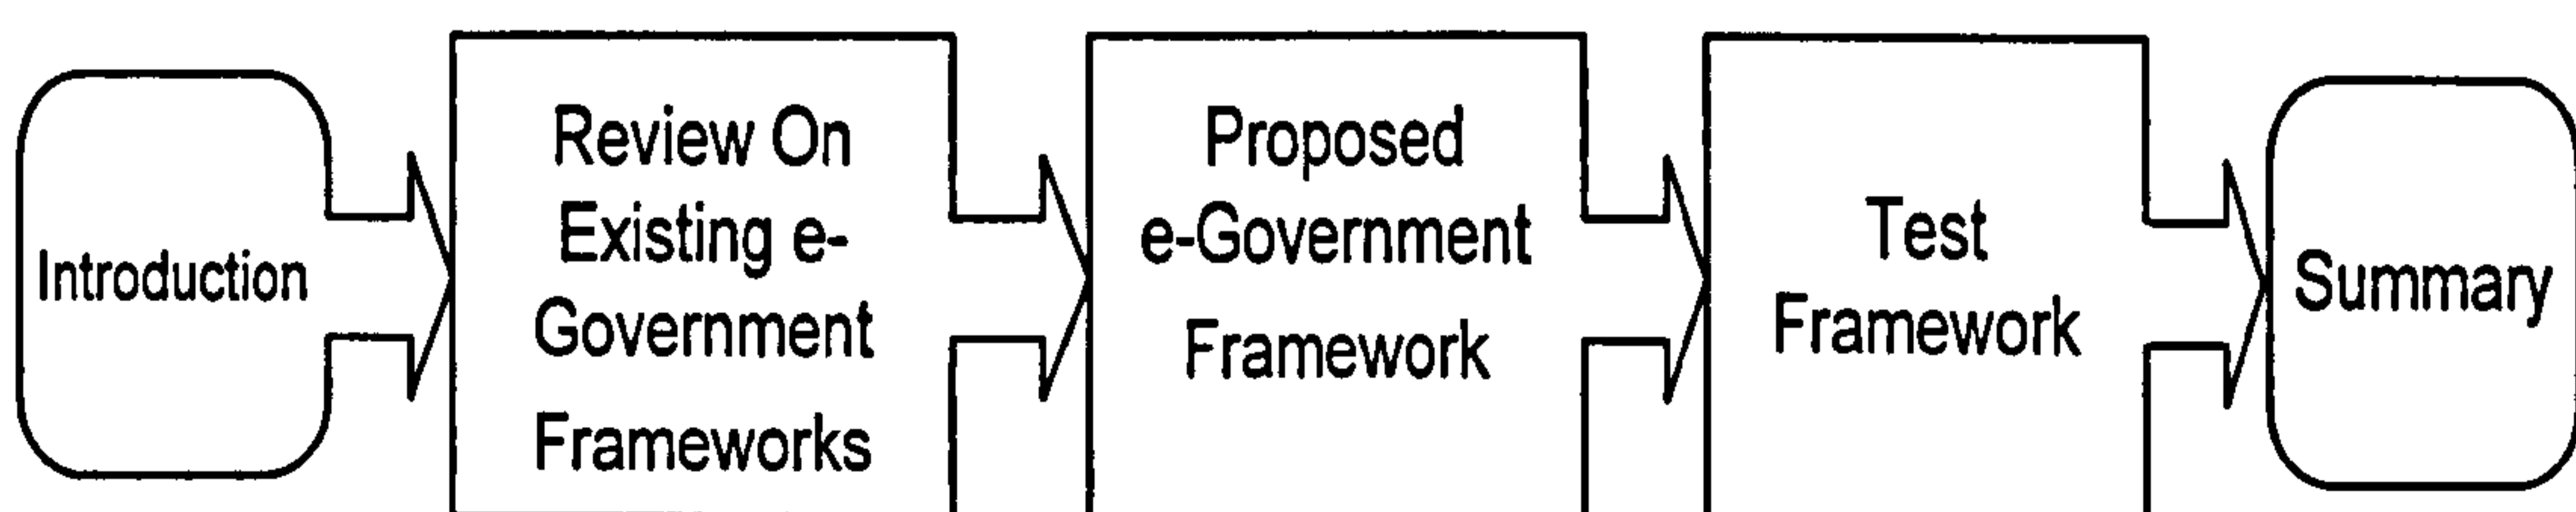 Introduction
Review On
Existing e-
Government
Frameworks
Proposed
e-Government
Framework
Test
Framework
Summary